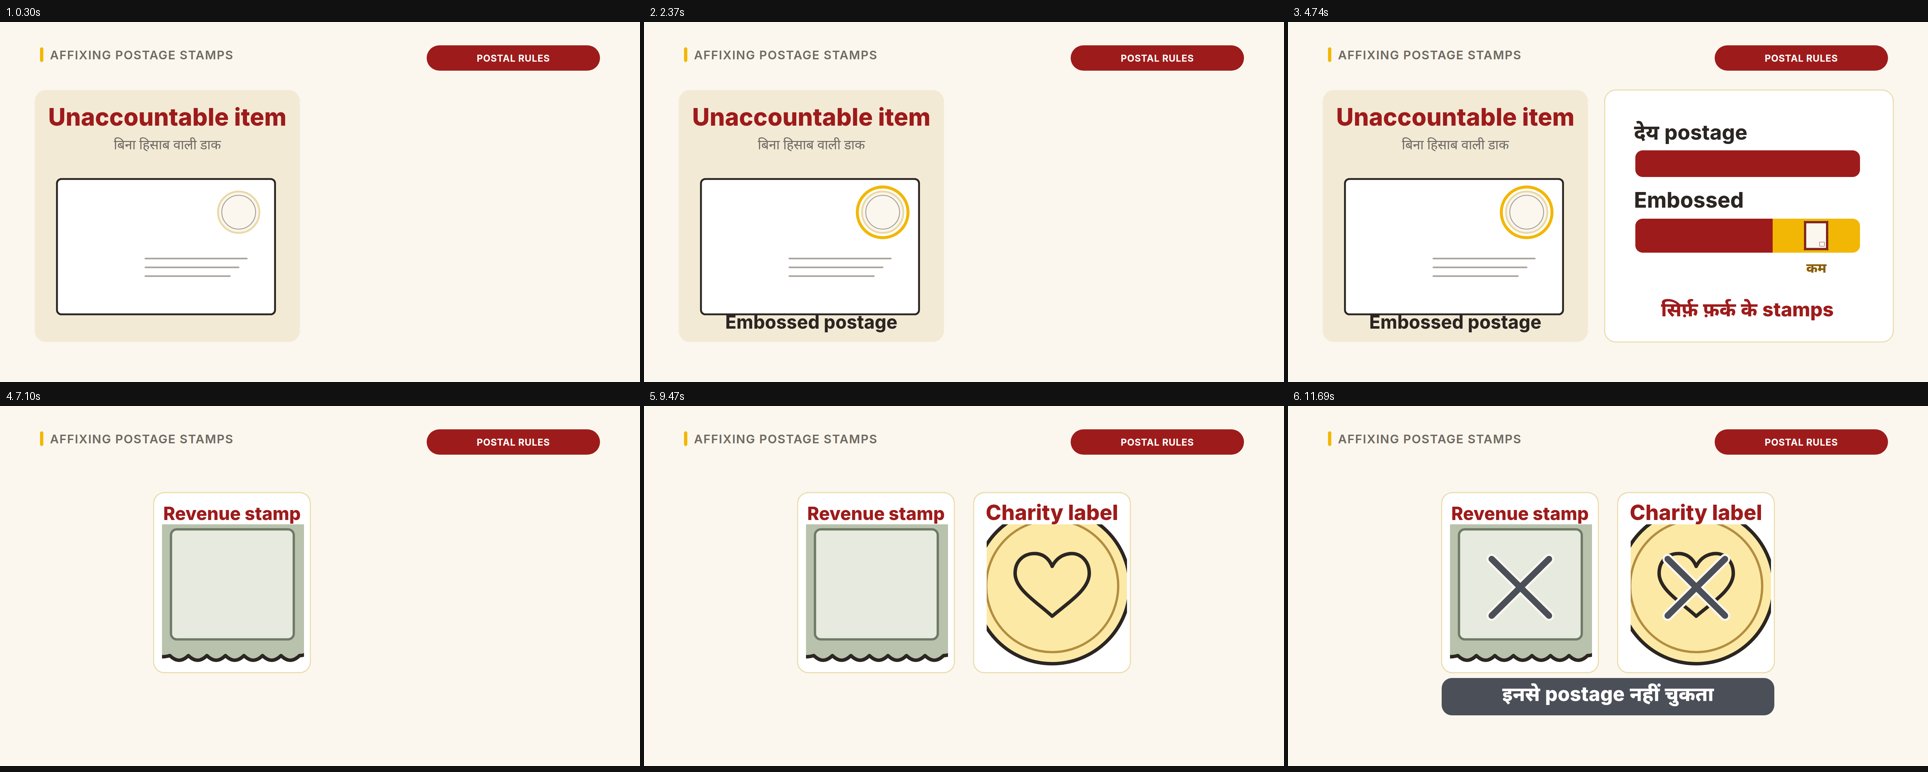 1. 0.30s
AFFIXING POSTAGE STAMPS
POSTAL RULES
Unaccountable item
बिना हिसाब वाली डाक
2. 2.37s
AFFIXING POSTAGE STAMPS
POSTAL RULES
Unaccountable item
बिना हिसाब वाली डाक
Embossed postage
3. 4.74s
AFFIXING POSTAGE STAMPS
POSTAL RULES
Unaccountable item
बिना हिसाब वाली डाक
Embossed postage
देय postage
Embossed
कम
सिर्फ़ फ़र्क के stamps
4. 7.10s
AFFIXING POSTAGE STAMPS
POSTAL RULES
Revenue stamp
5. 9.47s
AFFIXING POSTAGE STAMPS
POSTAL RULES
Revenue stamp
Charity label
6. 11.69s
AFFIXING POSTAGE STAMPS
POSTAL RULES
Revenue stamp
Charity label
इनसे postage नहीं चुकता